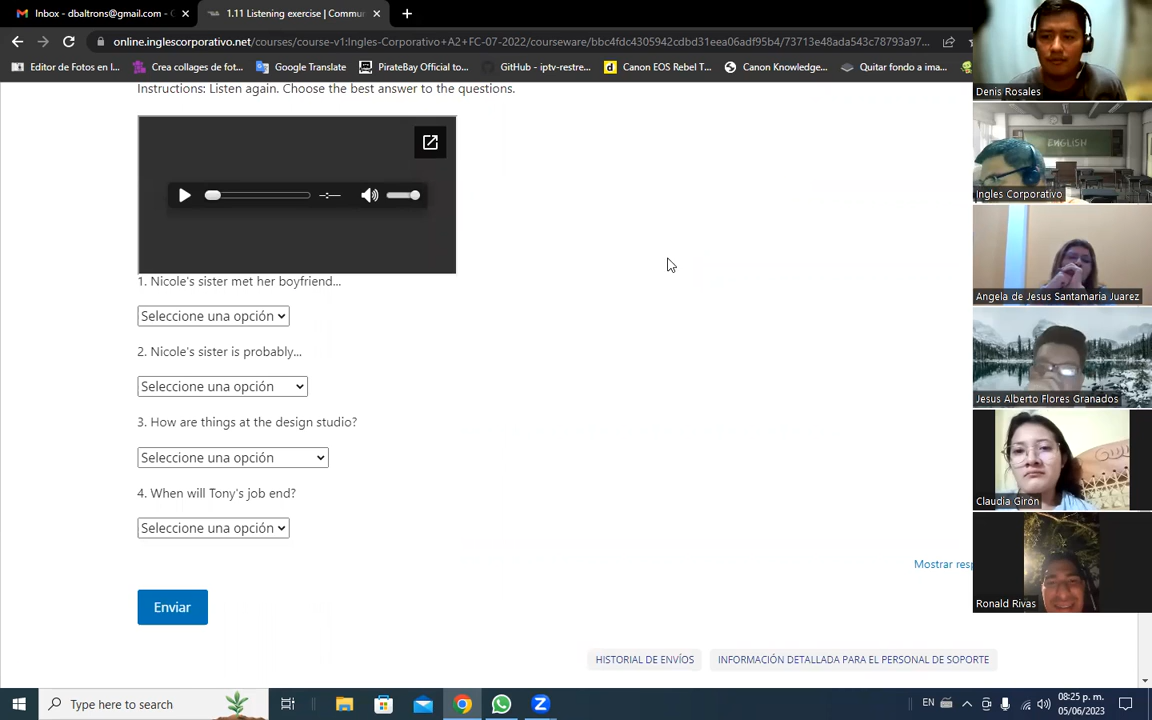 Inbox - dbaltrons@gmail.com -
1.11 Listening exercise | Commu
online.inglescorporativo.net/courses/course-v1:Ingles-Corporativo+A2+FC-07-2022/courseware/bbc4fdc4305942cdbd31eea06adf95b4/73713e48ada543c78793a97...
Editor de Fotos en l...
Crea collages de fot...
Google Translate
PirateBay Official to...
GitHub - iptv-restre...
Canon EOS Rebel T...
Canon Knowledge...
Quitar fondo a ima...
Instructions: Listen again. Choose the best answer to the questions.
-:--
1. Nicole's sister met her boyfriend...
Seleccione una opción
2. Nicole's sister is probably...
Seleccione una opción
3. How are things at the design studio?
Seleccione una opción
4. When will Tony's job end?
Seleccione una opción
Mostrar resp
Enviar
HISTORIAL DE ENVÍOS
INFORMACIÓN DETALLADA PARA EL PERSONAL DE SOPORTE
Denis Rosales
ENGLISH
Ingles Corporativo
Angela de Jesus Santamaria Juarez
Jesus Alberto Flores Granados
Claudia Girón
Ronald Rivas
Type here to search
EN
08:25 p. m.
05/06/2023